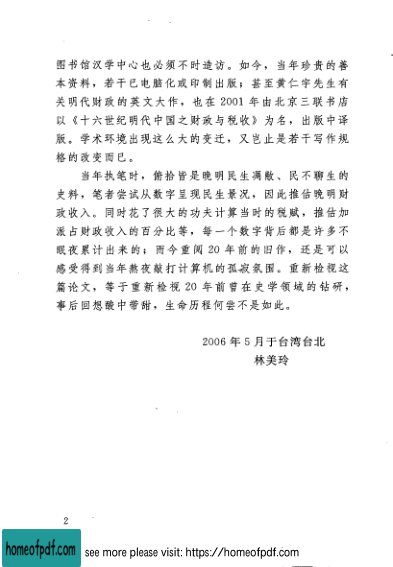 图书馆汉学中心也必须不时造访。如今，当年珍贵的善
本资料，若干已电脑化或印制出版；甚至黄仁宇先生有
关明代财政的英文大作，也在 2001 年由北京三联书店
以《十六世纪明代中国之财政与税收》为名，出版中译
版。学术环境出现这么大的变迁，又岂止是若干写作规
格的改变而已。
当年执笔时，俯拾皆是晚明民生凋敝、民不聊生的
史料，笔者尝试从数字呈现民生景况，因此推估晚明财
政收入。同时花了很大的功夫计算当时的税赋，推估加
派占财政收入的百分比等，每一个数字背后都是许多不
眠夜累计出来的；而今重阅 20 年前的旧作，还是可以
感受得到当年熬夜敲打计算机的孤寂氛围。重新检视这
篇论文，等于重新检视 20 年前曾在史学领域的钻研，
事后回想酸中带甜，生命历程何尝不是如此。
2006 年 5 月于台湾台北
林美玲
2
homeofpdf.com
see more please visit: https://homeofpdf.com